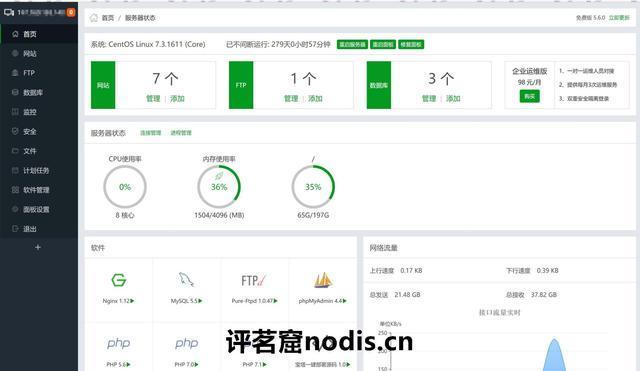 0
首页
网站
FTP
数据库
监控
安全
文件
计划任务
软件管理
面板设置
退出
+
首页 / 服务器状态
免费版 5.6.0 立即更新
系统: CentOS Linux 7.3.1611 (Core) 已不间断运行: 279天0小时57分钟 重启服务器 重启面板 修复面板
网站 7 个 管理 | 添加
FTP 1 个 管理 | 添加
数据库 3 个 管理 | 添加
企业运维版
98 元/月
购买
• 一对一运维人员对接
• 提供每月3次运维服务
• 双重安全隔离登录
服务器状态 连接管理 进程管理
CPU使用率 内存使用率 /
0% 36% 35%
8 核心 1504/4096 (MB) 65G/197G
软件
MySQL
FTP
Nginx 1.12 MySQL 5.5 Pure-Ftpd 1.0.47 phpMyAdmin 4.4
php php php
PHP 5.6 PHP 7.0 PHP 7.1 宝塔一键部署源码 1.0
网络流量
上行速度 0.17 KB 下行速度 0.39 KB
总发送 21.48 GB 总接收 37.82 GB
接口流量实时
单位KB/s
250
200
150
评茗窟nodis.cn